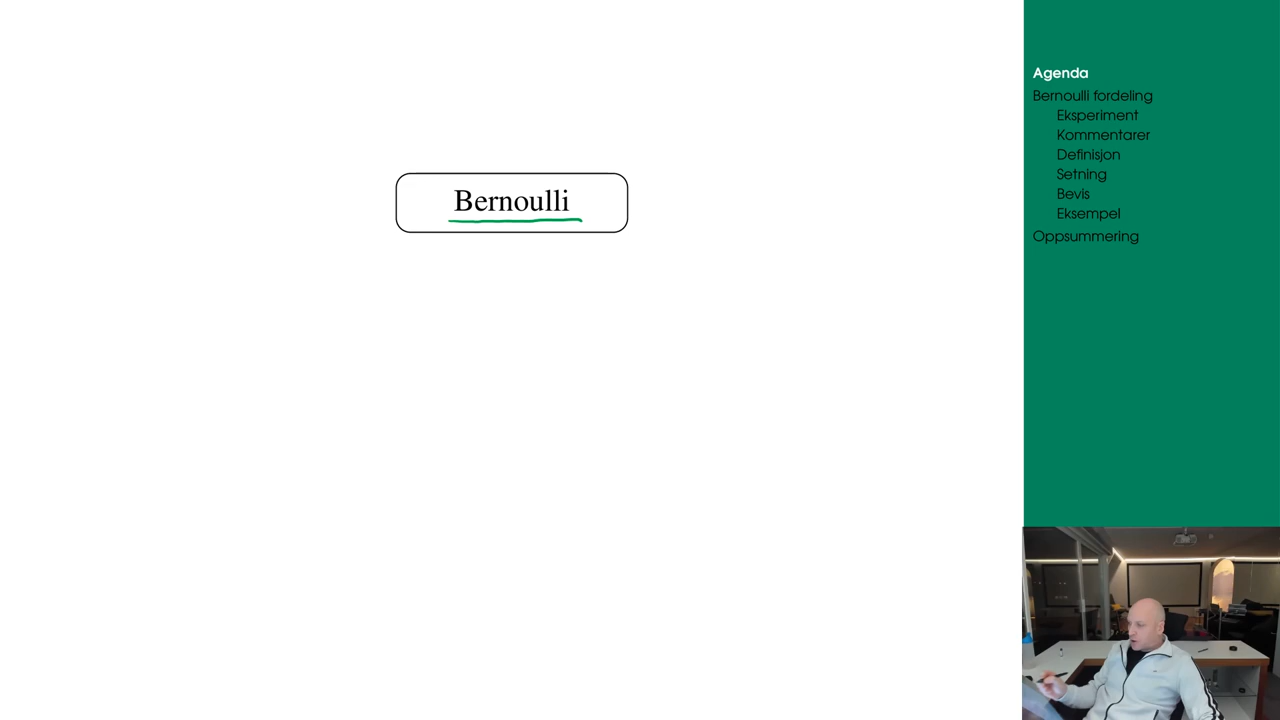 Bernoulli
Agenda
Bernoulli fordeling
Eksperiment
Kommentarer
Definisjon
Setning
Bevis
Eksempel
Oppsummering